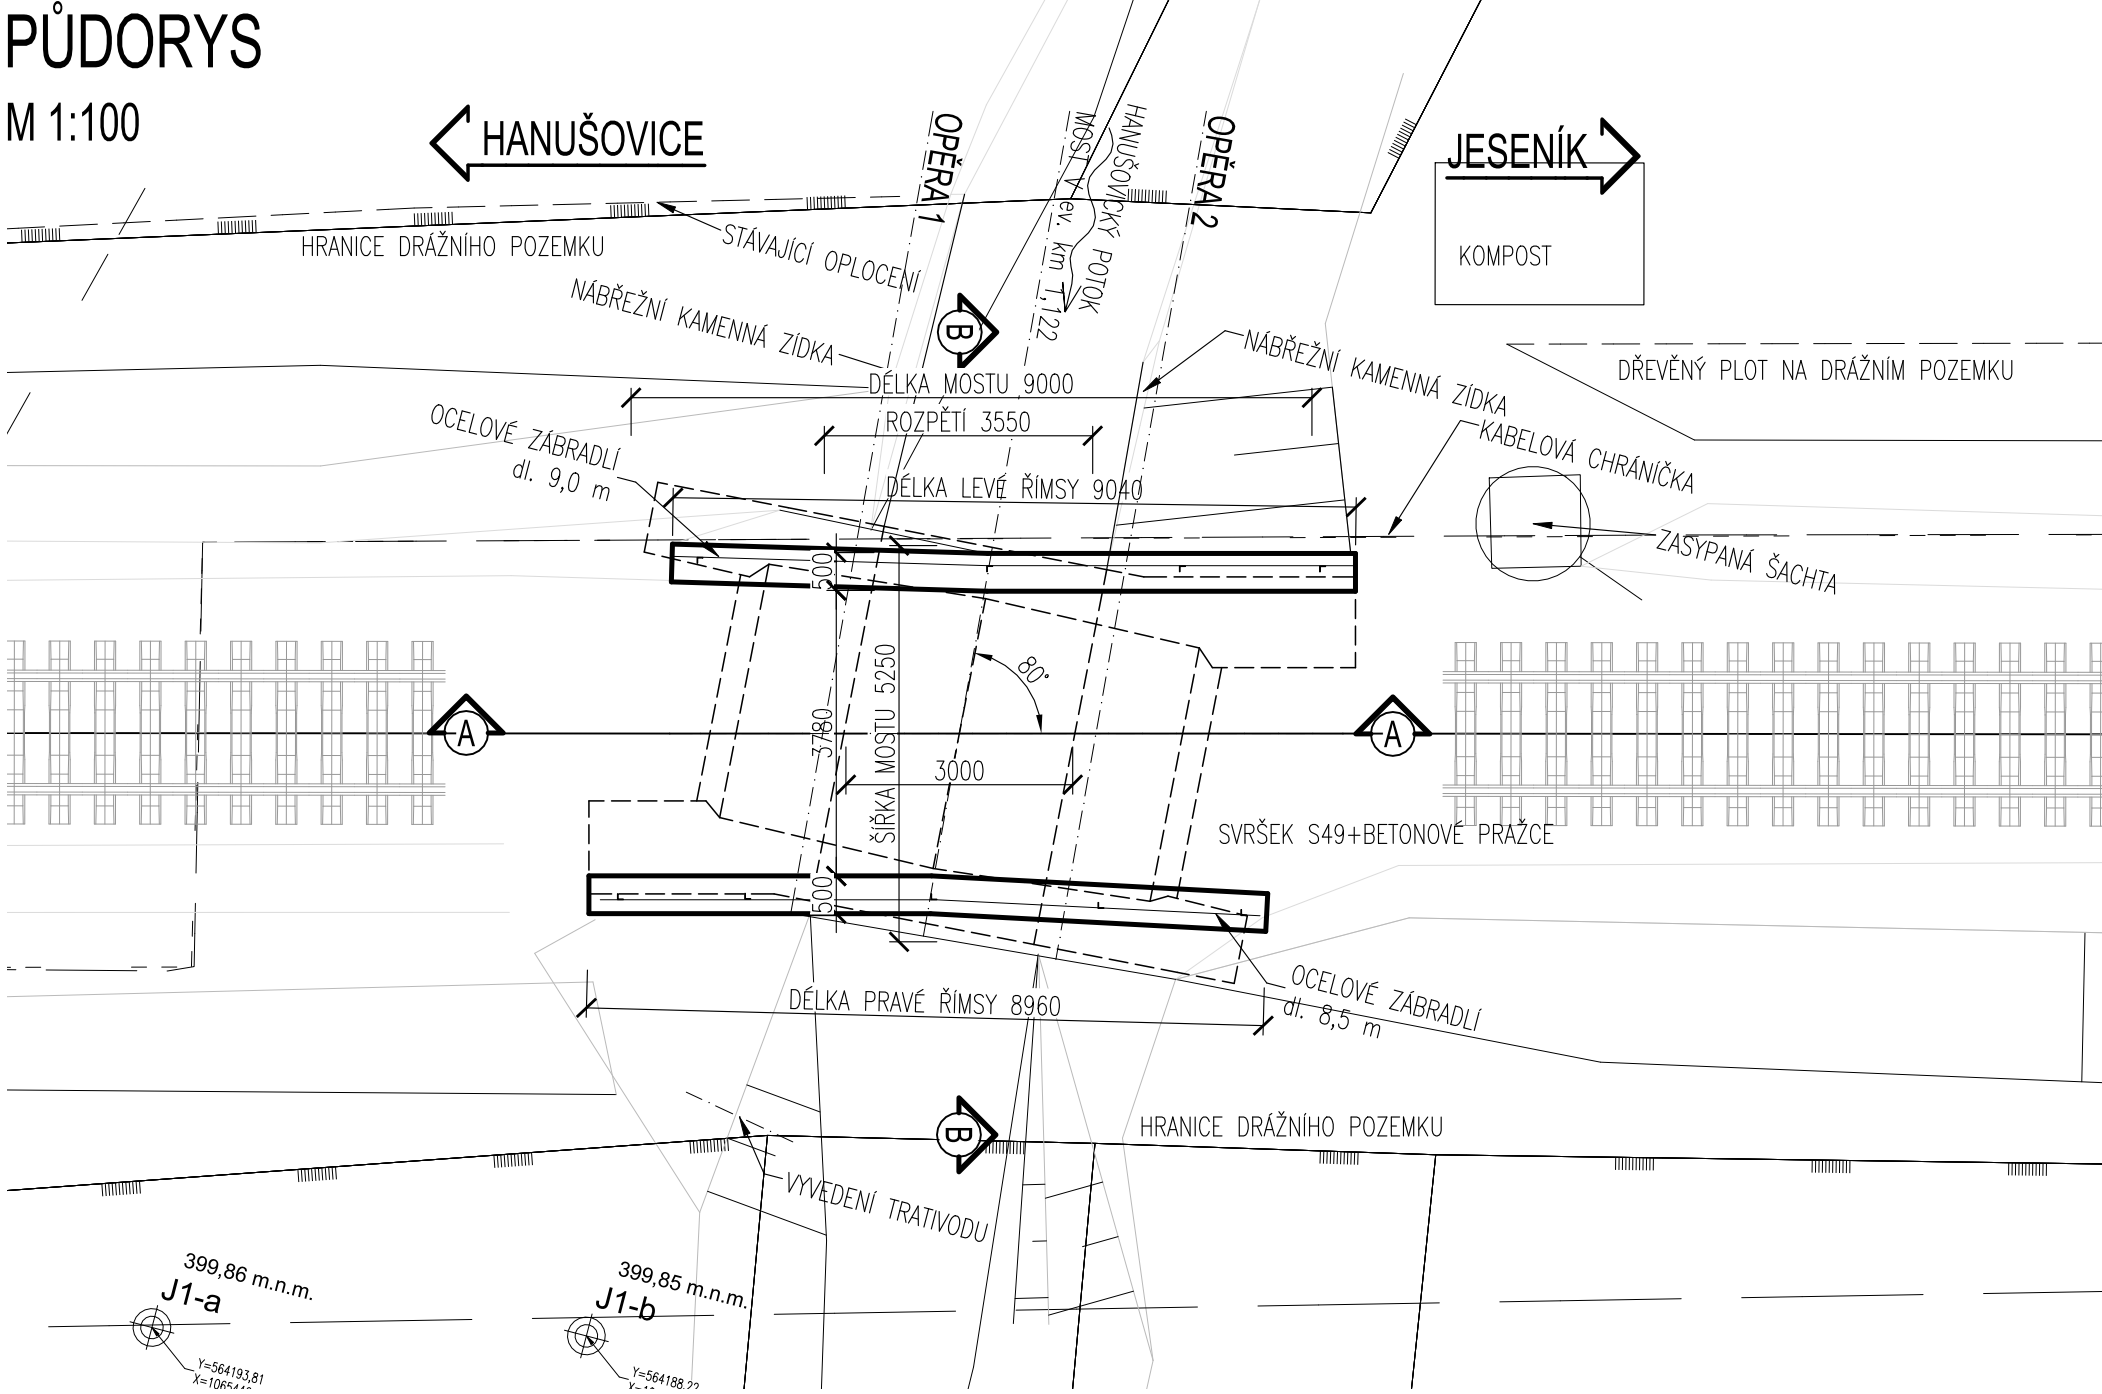 PŮDORYS
M 1:100
HANUŠOVICE
JESENÍK
OPĚRA 1
MOST V ev. km 1,122
HANUŠOVICKÝ POTOK
OPĚRA 2
KOMPOST
HRANICE DRÁŽNÍHO POZEMKU
STÁVAJÍCÍ OPLOCENÍ
NÁBŘEŽNÍ KAMENNÁ ZÍDKA
B
NÁBŘEŽNÍ KAMENNÁ ZÍDKA
DŘEVĚNÝ PLOT NA DRÁŽNÍM POZEMKU
DÉLKA MOSTU 9000
ROZPĚTÍ 3550
OCELOVÉ ZÁBRADLÍ
dl. 9,0 m
KABELOVÁ CHRÁNIČKA
DÉLKA LEVÉ ŘÍMSY 9040
ZASYPANÁ ŠACHTA
500
3780
500
ŠÍŘKA MOSTU 5250
80°
A
A
3000
SVRŠEK S49+BETONOVÉ PRAŽCE
OCELOVÉ ZÁBRADLÍ
dl. 8,5 m
DÉLKA PRAVÉ ŘÍMSY 8960
B
HRANICE DRÁŽNÍHO POZEMKU
VYVEDENÍ TRATIVODU
399,86 m.n.m.
J1-a
Y=564193,81
399,85 m.n.m.
J1-b
Y=564188,22